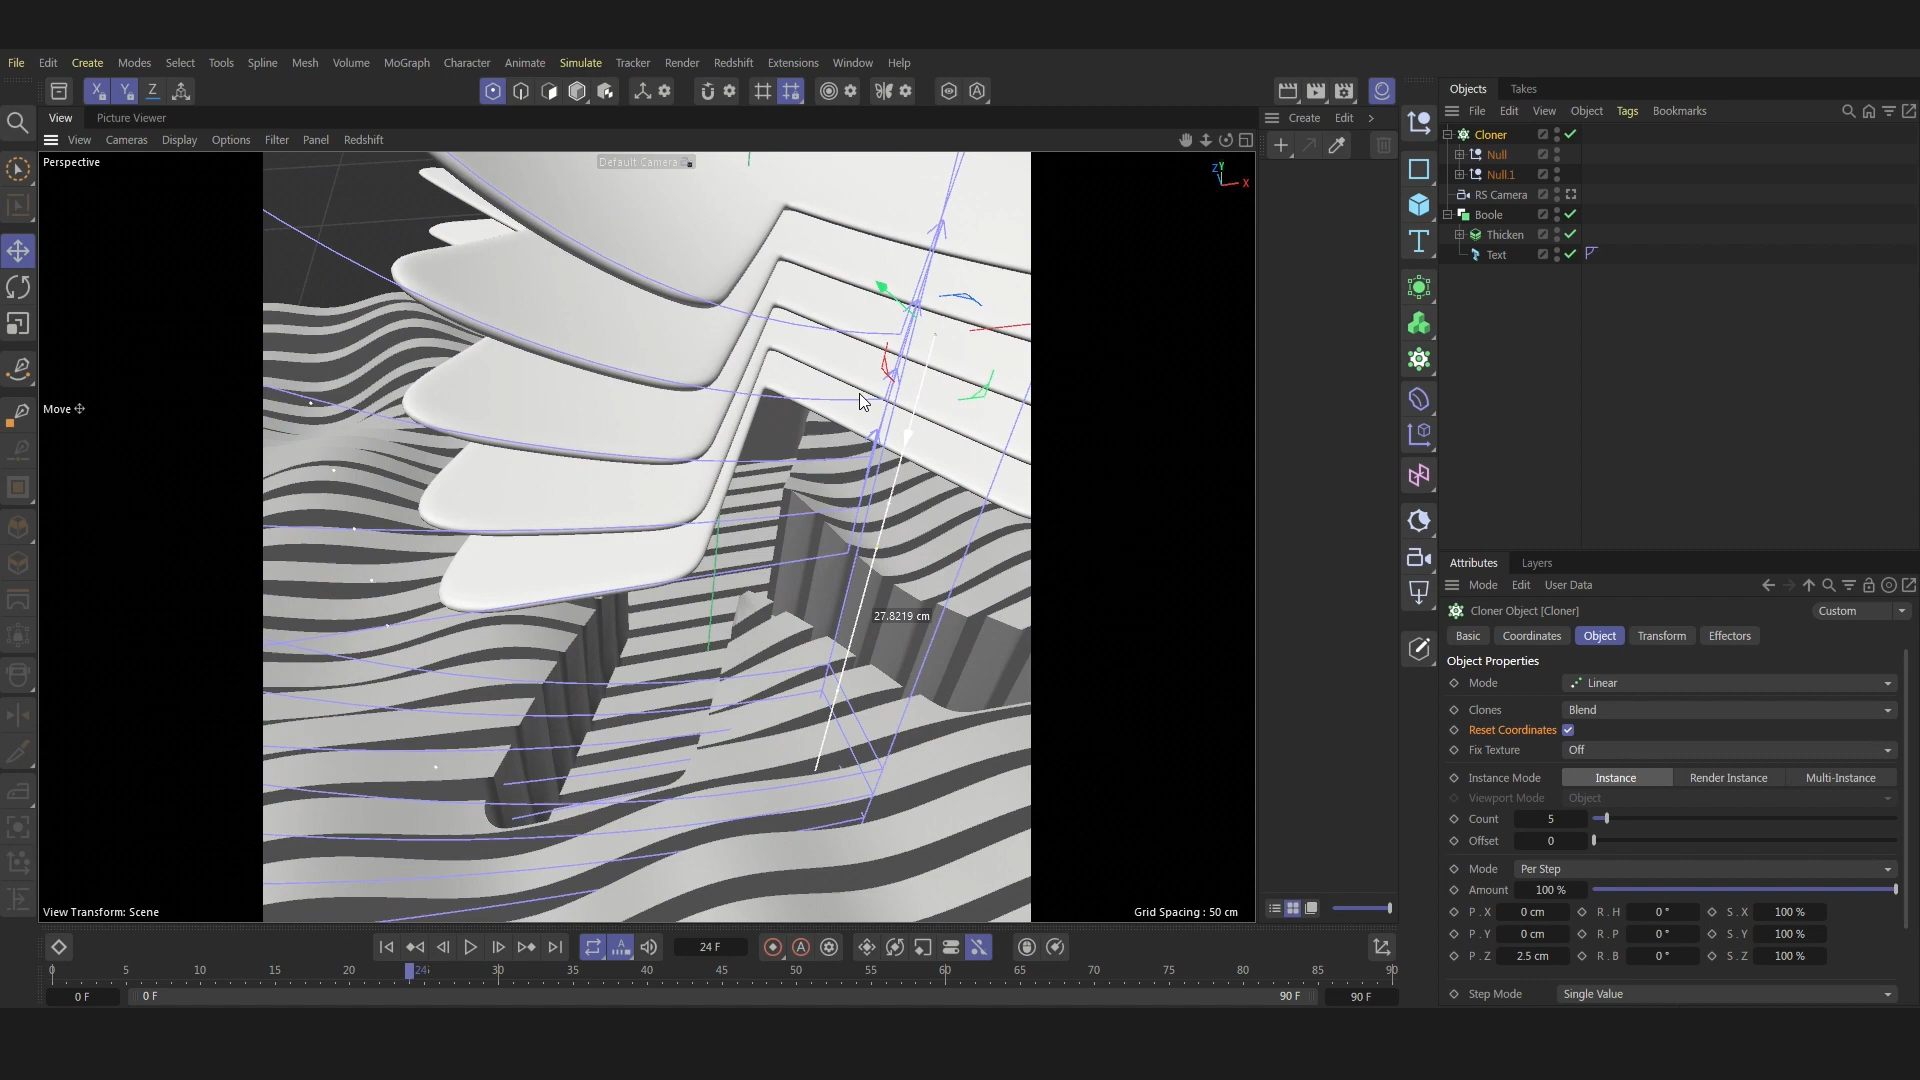 File Edit Create Modes Select Tools Spline Mesh Volume MoGraph Character Animate Simulate Tracker Render Redshift Extensions Window Help
X Y Z
View Picture Viewer
View Cameras Display Options Filter Panel Redshift
Create Edit
Perspective
Default Camera
Z Y X
Move
27.8219 cm
View Transform: Scene
Grid Spacing : 50 cm
Objects Takes
File Edit View Object Tags Bookmarks
Cloner
Null
Null.1
RS Camera
Boole
Thicken
Text
Attributes Layers
Mode Edit User Data
Cloner Object [Cloner] Custom
Basic Coordinates Object Transform Effectors
Object Properties
Mode Linear
Clones Blend
Reset Coordinates
Fix Texture Off
Instance Mode Instance Render Instance Multi-Instance
Viewport Mode Object
Count 5
Offset 0
Mode Per Step
Amount 100 %
P . X 0 cm R . H 0 ° S . X 100 %
P . Y 0 cm R . P 0 ° S . Y 100 %
P . Z 2.5 cm R . B 0 ° S . Z 100 %
Step Mode Single Value
24 F
0 5 10 15 20 24 30 35 40 45 50 55 60 65 70 75 80 85 90
0 F 0 F 90 F 90 F